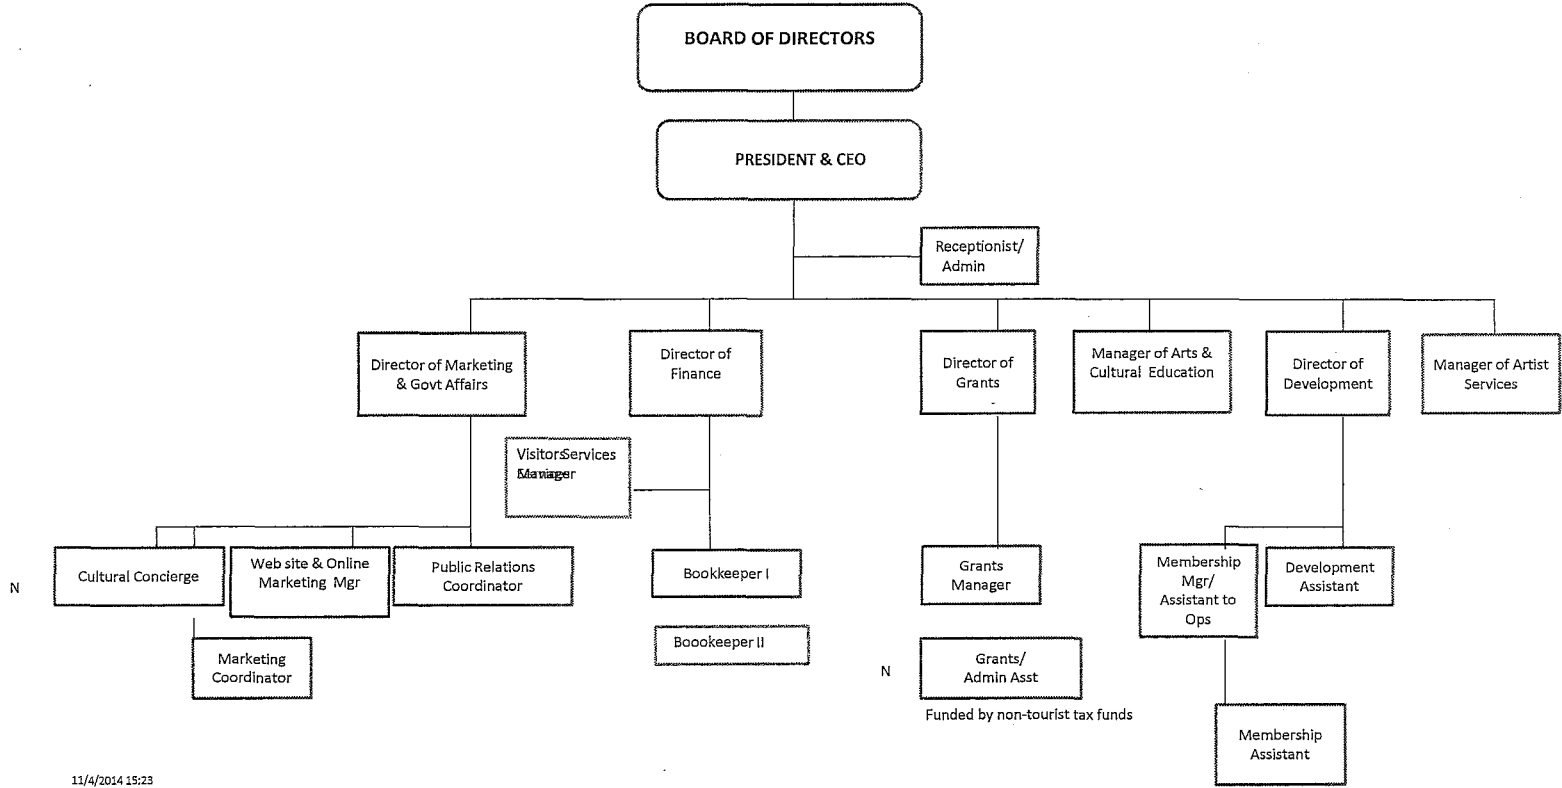 BOARD OF DIRECTORS
PRESIDENT & CEO
Receptionist/
Admin
Director of Marketing
& Govt Affairs
Director of
Finance
Director of
Grants
Manager of Arts &
Cultural Education
Director of
Development
Manager of Artist
Services
Visitors Services
Manager
Cultural Concierge
Web site & Online
Marketing Mgr
Public Relations
Coordinator
Bookkeeper I
Grants
Manager
Membership
Mgr/
Assistant to
Ops
Development
Assistant
N
Boookeeper II
Marketing
Coordinator
N
Grants/
Admin Asst
Funded by non-tourist tax funds
Membership
Assistant
11/4/2014 15:23